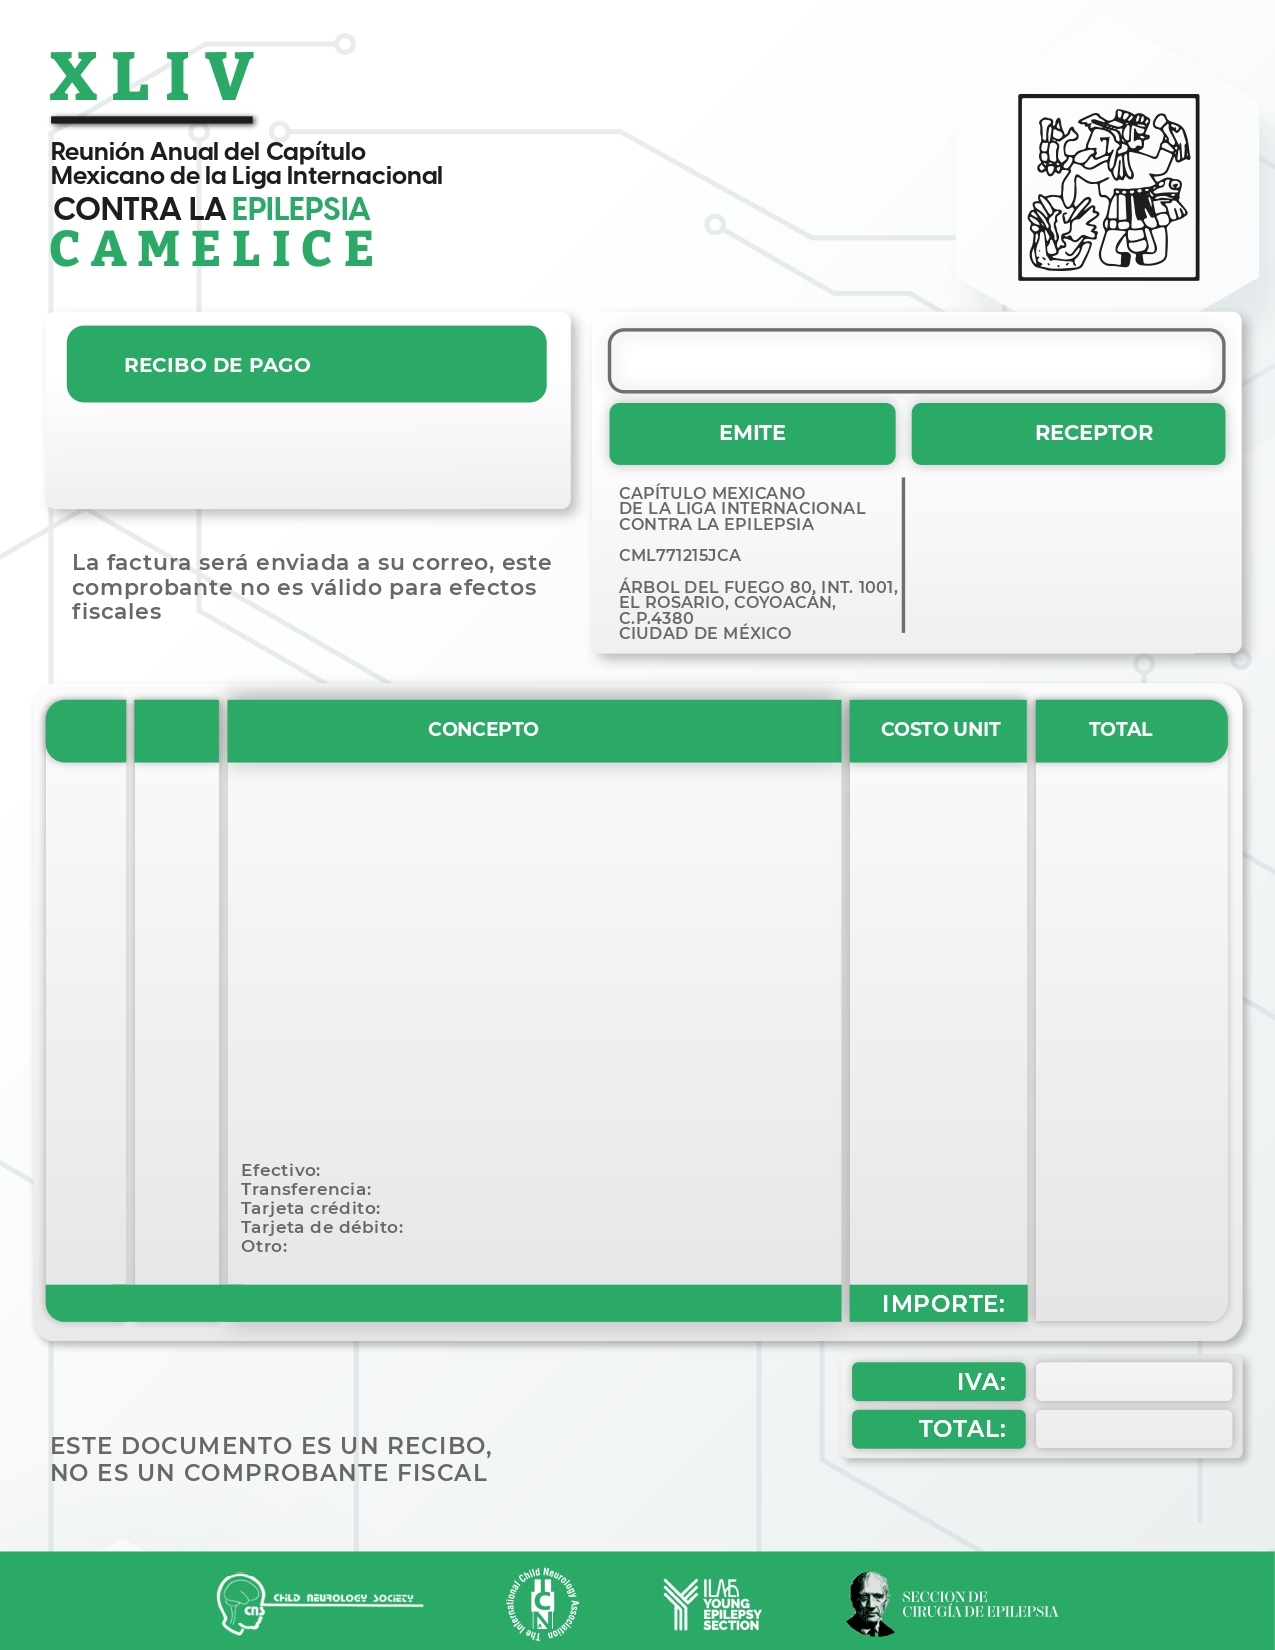 XLIV
Reunión Anual del Capítulo
Mexicano de la Liga Internacional
CONTRA LA EPILEPSIA
CAMELICE
RECIBO DE PAGO
La factura será enviada a su correo, este
comprobante no es válido para efectos
fiscales
EMITE
RECEPTOR
CAPÍTULO MEXICANO
DE LA LIGA INTERNACIONAL
CONTRA LA EPILEPSIA
CML771215JCA
ÁRBOL DEL FUEGO 80, INT. 1001,
EL ROSARIO, COYOACÁN,
C.P.4380
CIUDAD DE MÉXICO
CONCEPTO
COSTO UNIT
TOTAL
Efectivo:
Transferencia:
Tarjeta crédito:
Tarjeta de débito:
Otro:
IMPORTE:
IVA:
TOTAL:
ESTE DOCUMENTO ES UN RECIBO,
NO ES UN COMPROBANTE FISCAL
cns
CHILD NEUROLOGY SOCIETY
The International Child Neurology Association
ICNA
ILAE
YOUNG
EPILEPSY
SECTION
SECCION DE
CIRUGÍA DE EPILEPSIA